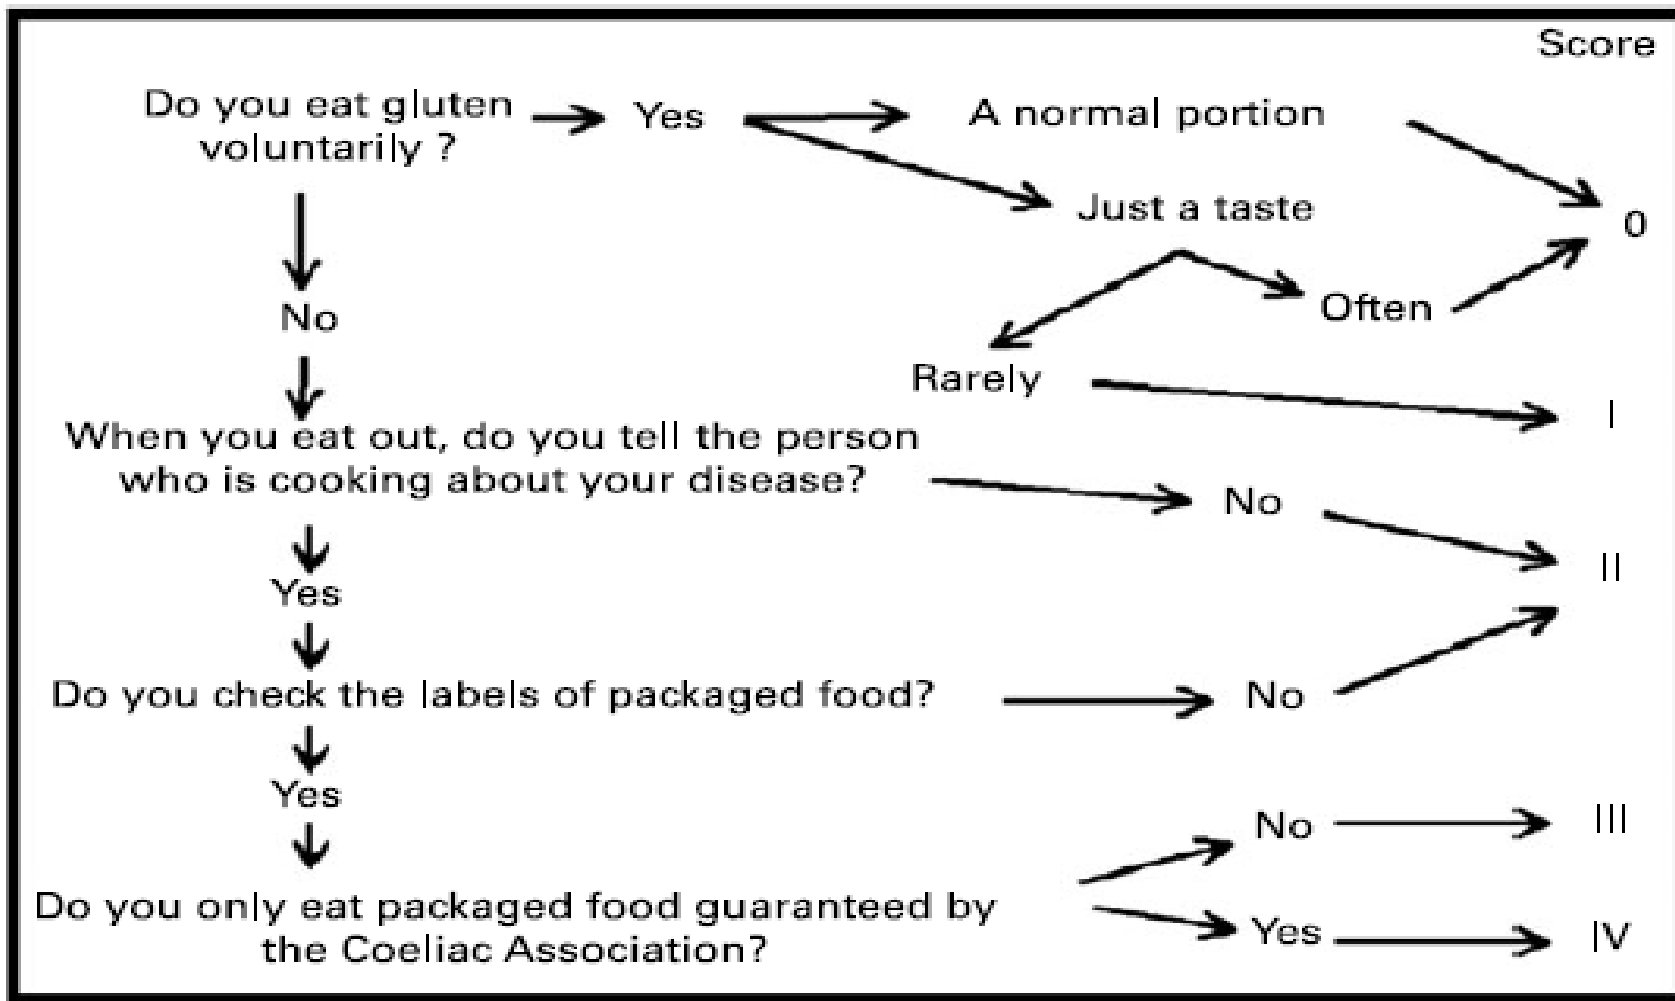 Score
Do you eat gluten
voluntarily ?
Yes
A normal portion
Just a taste
0
Often
No
Rarely
I
When you eat out, do you tell the person
who is cooking about your disease?
No
II
Yes
Do you check the labels of packaged food?
No
Yes
No
III
Do you only eat packaged food guaranteed by
the Coeliac Association?
Yes
IV